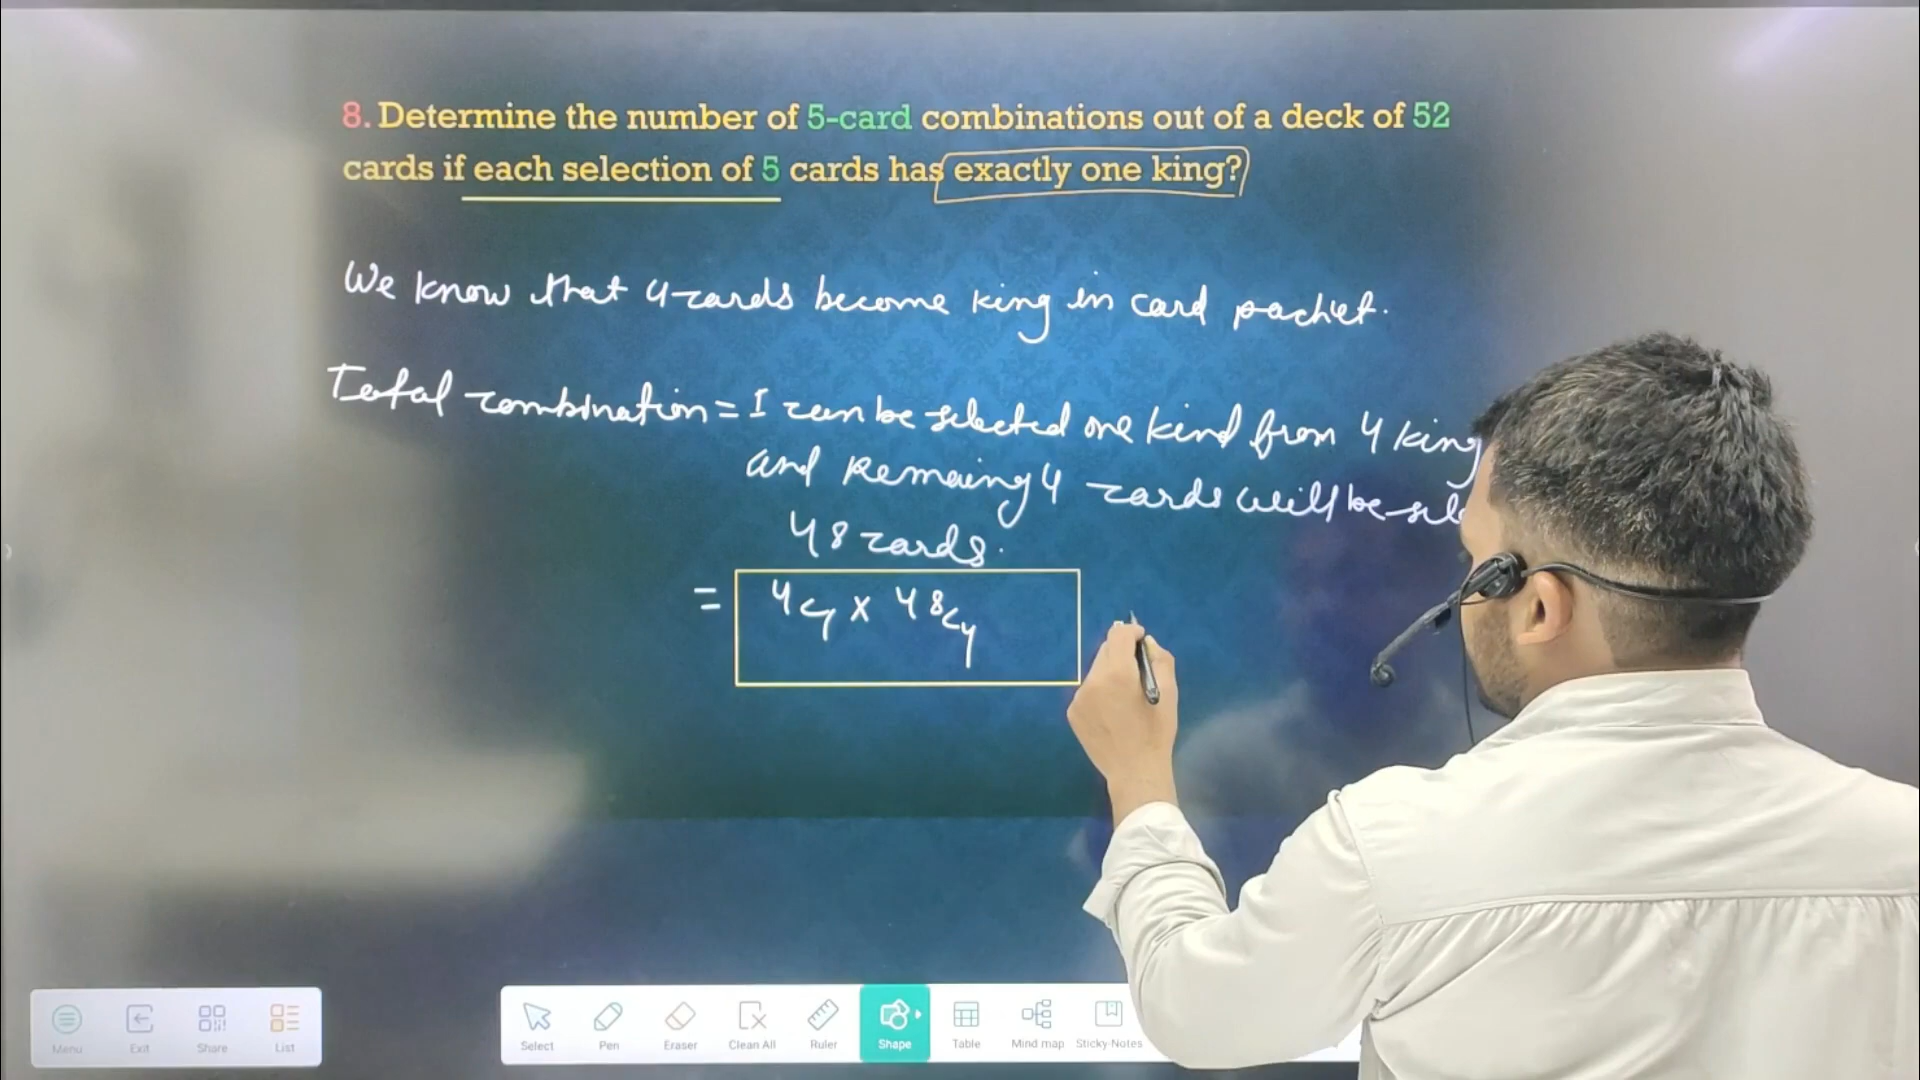 8. Determine the number of 5-card combinations out of a deck of 52
cards if each selection of 5 cards has exactly one king?
We know that 4 cards become king in card packet.
Total combination = I can be selected one kind from 4 king
and Remaing 4 cards will be sele
48 cards.
= 4C1 x 48C4
Menu Exit Share List
Select Pen Eraser Clean All Ruler Shape Table Mind map Sticky Notes